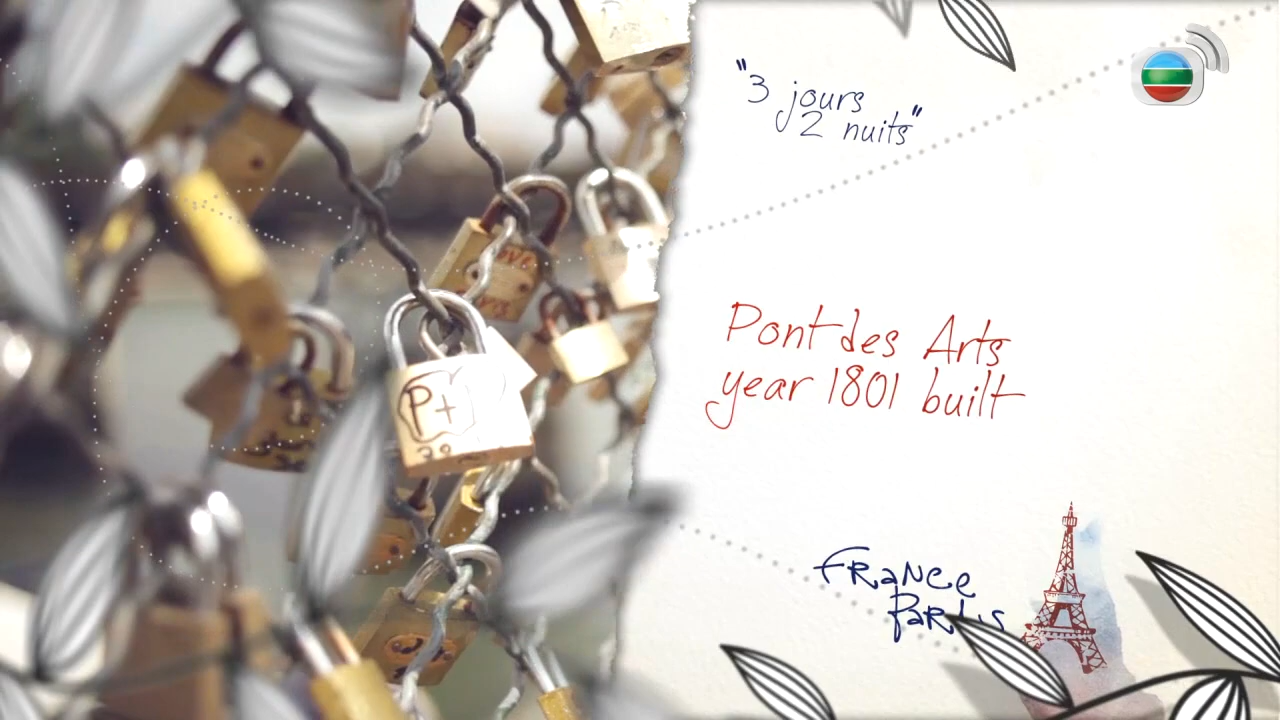 "3 jours
2 nuits"
Pont des Arts
year 1801 built
France
Paris
P+